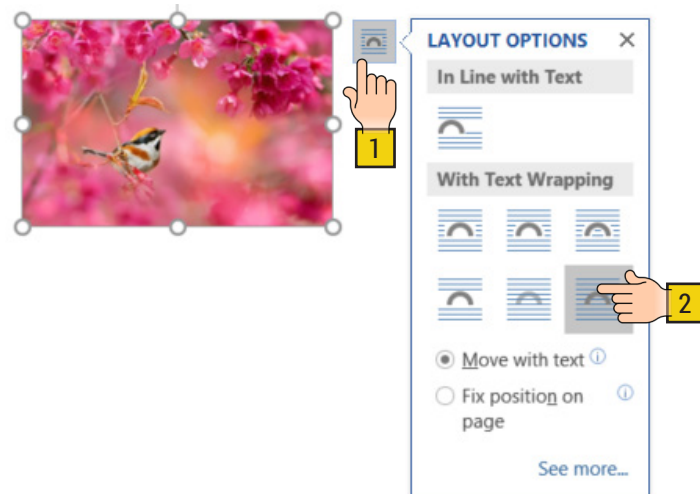 LAYOUT OPTIONS
In Line with Text
1
With Text Wrapping
2
Move with text
Fix position on
page
See more...